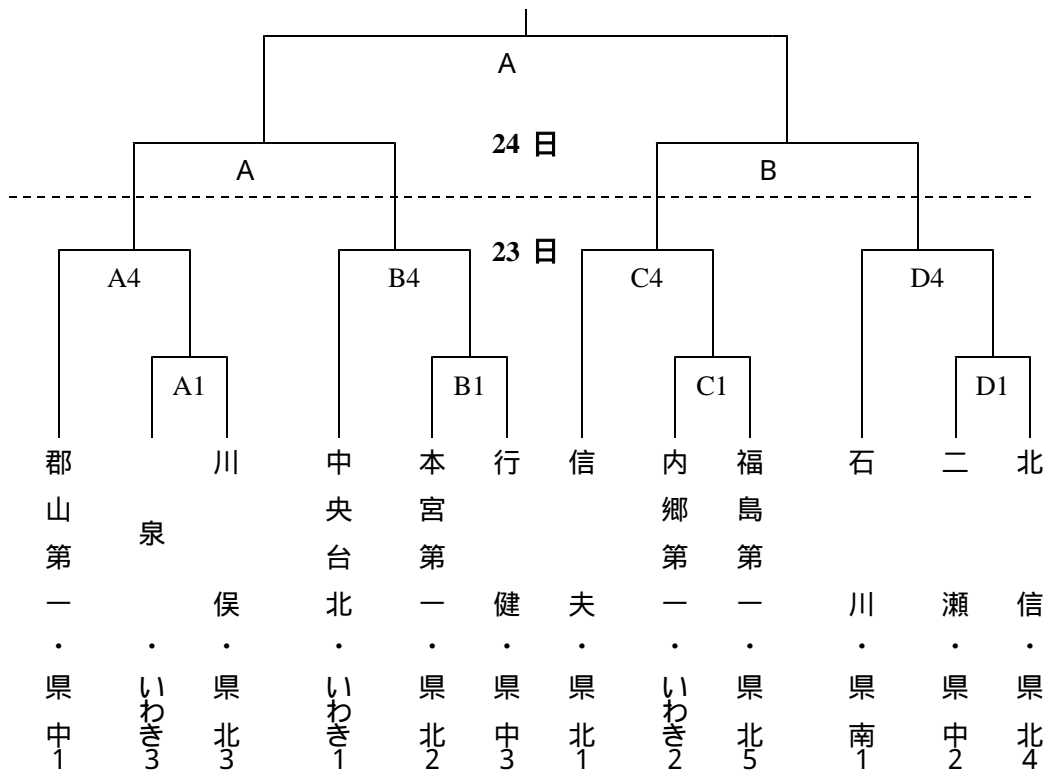 A
24 日
A
B
23 日
A4
B4
C4
D4
A1
B1
C1
D1
郡山第一・県中1
泉・いわき3
川俣・県北3
中央台北・いわき1
本宮第一・県北2
行健・県中3
信夫・県北1
内郷第一・いわき2
福島第一・県北5
石川・県南1
二瀬・県中2
北信・県北4